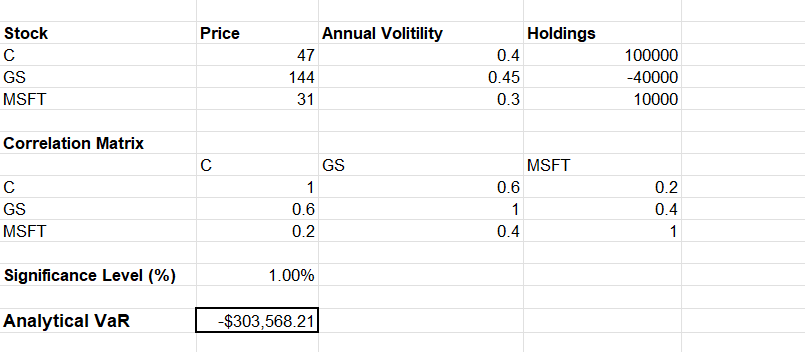 Stock Price Annual Volitility Holdings
C 47 0.4 100000
GS 144 0.45 -40000
MSFT 31 0.3 10000
Correlation Matrix
C GS MSFT
C 1 0.6 0.2
GS 0.6 1 0.4
MSFT 0.2 0.4 1
Significance Level (%) 1.00%
Analytical VaR -$303,568.21